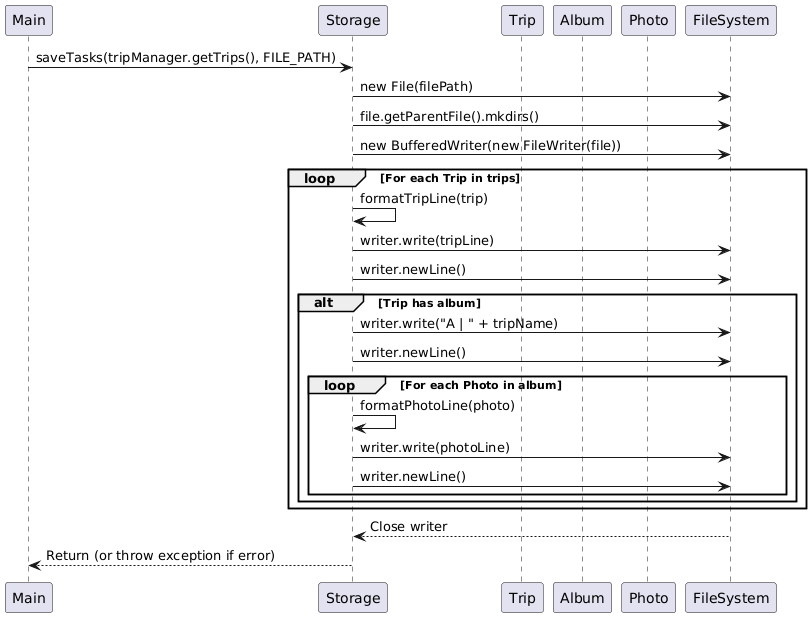 Main Storage Trip Album Photo FileSystem
saveTasks(tripManager.getTrips(), FILE_PATH)
new File(filePath)
file.getParentFile().mkdirs()
new BufferedWriter(new FileWriter(file))
loop [For each Trip in trips]
formatTripLine(trip)
writer.write(tripLine)
writer.newLine()
alt [Trip has album]
writer.write("A | " + tripName)
writer.newLine()
loop [For each Photo in album]
formatPhotoLine(photo)
writer.write(photoLine)
writer.newLine()
Close writer
Return (or throw exception if error)
Main Storage Trip Album Photo FileSystem